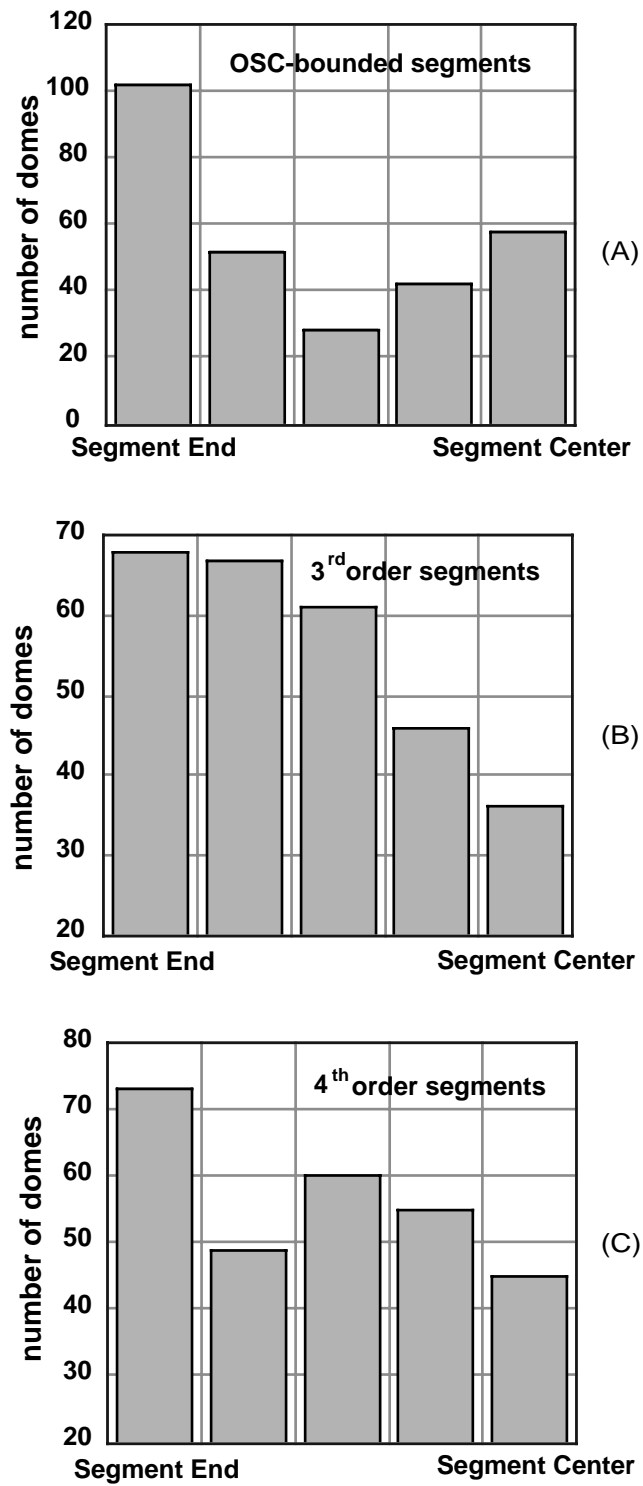 120
OSC-bounded segments
100
80
60
40
20
0
number of domes
(A)
Segment End Segment Center
70
3rd order segments
60
50
40
30
20
number of domes
(B)
Segment End Segment Center
80
4th order segments
70
60
50
40
30
20
number of domes
(C)
Segment End Segment Center